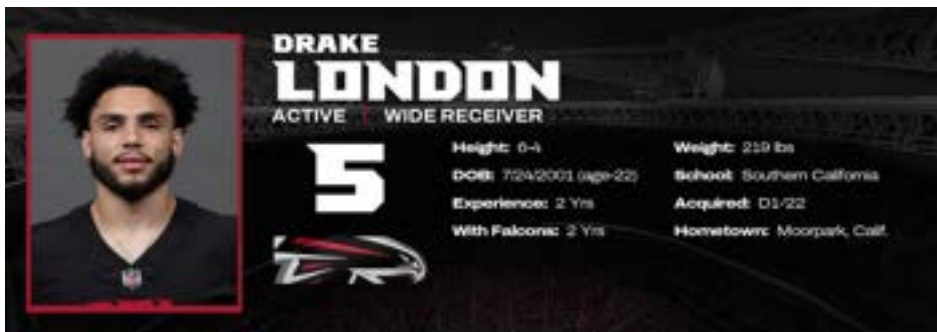 DRAKE
LONDON
ACTIVE | WIDE RECEIVER
5
Height: 6-4
Weight: 219 lbs
DOB: 7/24/2001 (age-22)
School: Southern California
Experience: 2 Yrs
Acquired: D1/22
With Falcons: 2 Yrs
Hometown: Moorpark, Calif.